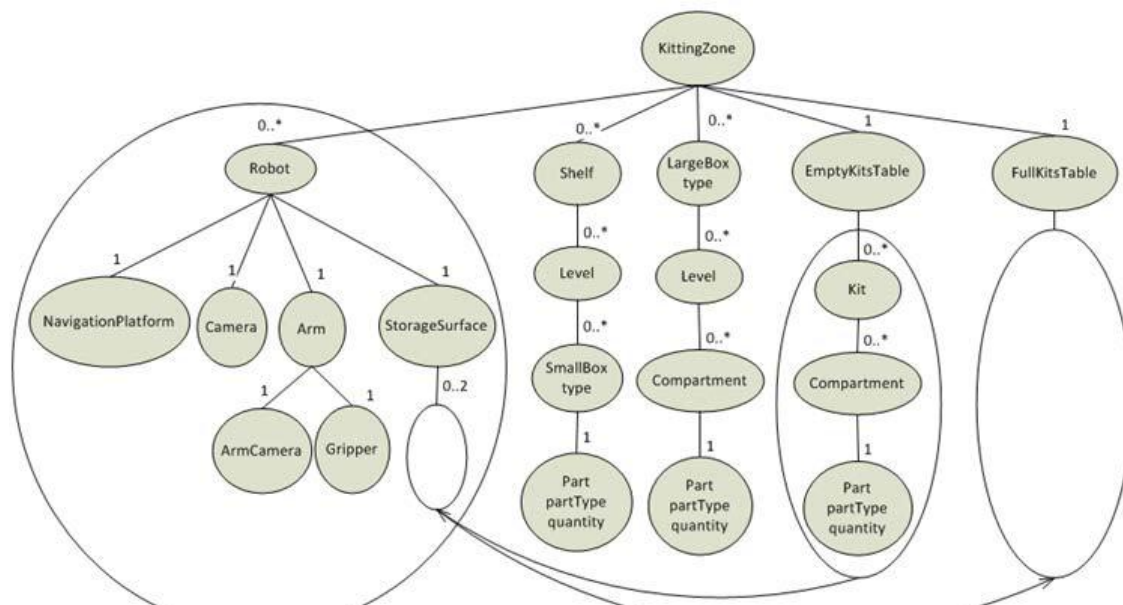 KittingZone
0..*
0..*
0..*
1
1
Robot
Shelf
LargeBox
type
EmptyKitsTable
FullKitsTable
1
1
1
1
0..*
0..*
0..*
NavigationPlatform
Camera
Arm
StorageSurface
Level
Level
Kit
0..*
0..*
0..*
1
1
0..2
SmallBox
type
Compartment
Compartment
ArmCamera
Gripper
1
1
1
Part
partType
quantity
Part
partType
quantity
Part
partType
quantity